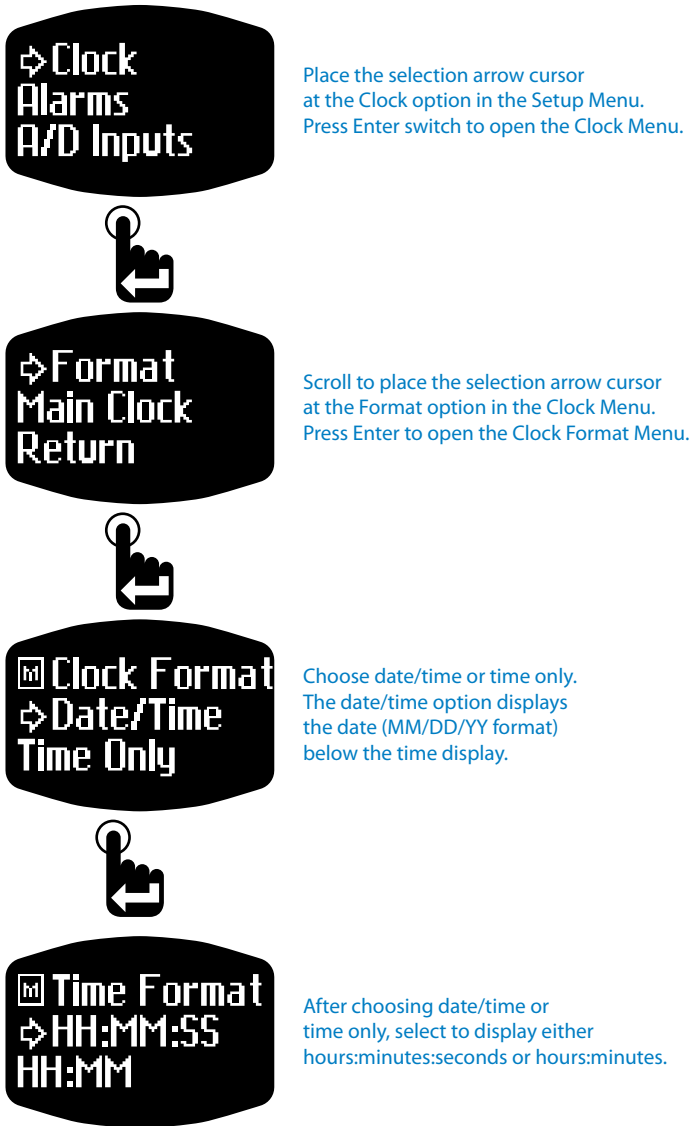 Clock
Alarms
A/D Inputs
Place the selection arrow cursor
at the Clock option in the Setup Menu.
Press Enter switch to open the Clock Menu.
Format
Main Clock
Return
Scroll to place the selection arrow cursor
at the Format option in the Clock Menu.
Press Enter to open the Clock Format Menu.
M Clock Format
Date/Time
Time Only
Choose date/time or time only.
The date/time option displays
the date (MM/DD/YY format)
below the time display.
M Time Format
HH:MM:SS
HH:MM
After choosing date/time or
time only, select to display either
hours:minutes:seconds or hours:minutes.